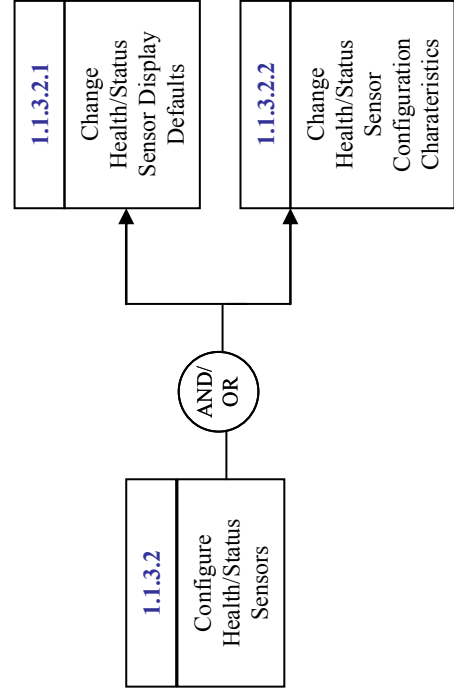 1.1.3.2
Configure
Health/Status
Sensors
AND/
OR
1.1.3.2.1
Change
Health/Status
Sensor Display
Defaults
1.1.3.2.2
Change
Health/Status
Sensor
Configuration
Charateristics